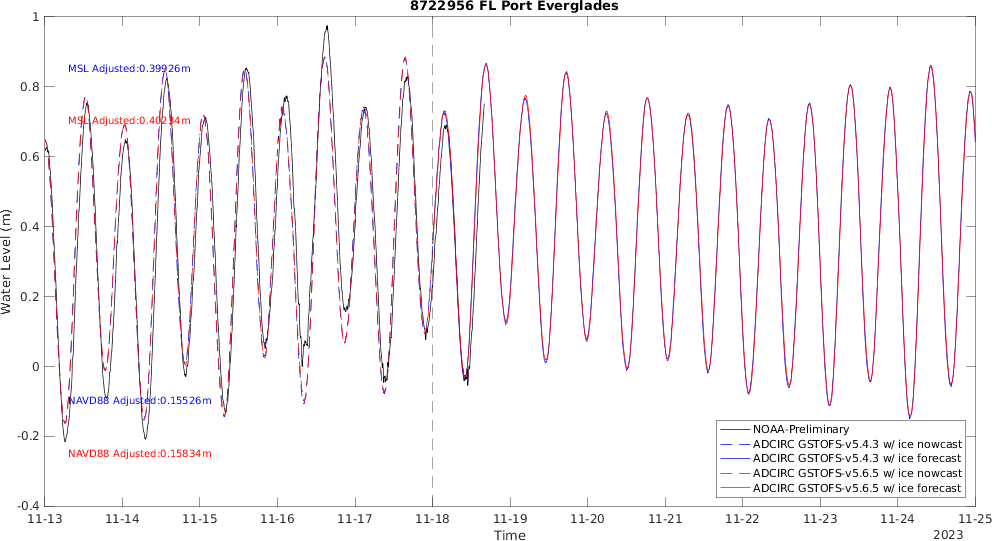 8722956 FL Port Everglades
1
0.8
0.6
0.4
0.2
0
-0.2
-0.4
Water Level (m)
MSL Adjusted:0.39926m
MSL Adjusted:0.40234m
NAVD88 Adjusted:0.15526m
NAVD88 Adjusted:0.15834m
NOAA-Preliminary
ADCIRC GSTOFS-v5.4.3 w/ ice nowcast
ADCIRC GSTOFS-v5.4.3 w/ ice forecast
ADCIRC GSTOFS-v5.6.5 w/ ice nowcast
ADCIRC GSTOFS-v5.6.5 w/ ice forecast
11-13 11-14 11-15 11-16 11-17 11-18 11-19 11-20 11-21 11-22 11-23 11-24 11-25
Time
2023